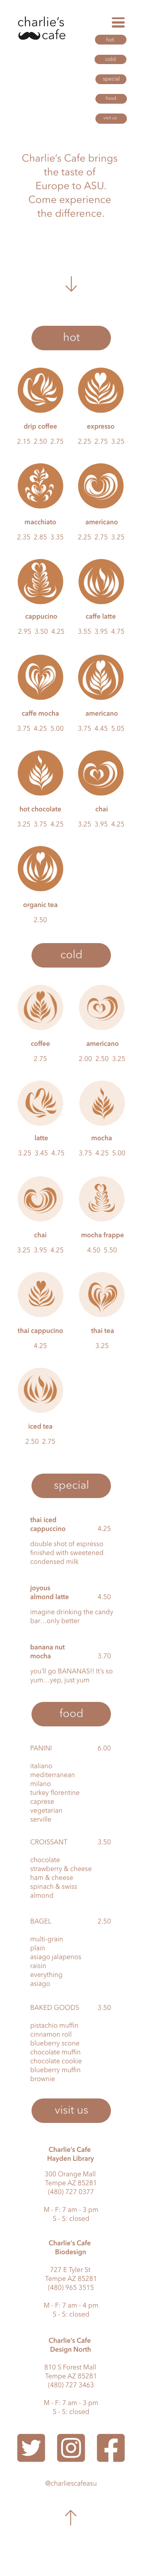 charlie's
cafe
hot
cold
special
food
visit us
Charlie's Cafe brings
the taste of
Europe to ASU.
Come experience
the difference.
hot
drip coffee
2.15 2.50 2.75
expresso
2.25 2.75 3.25
macchiato
2.35 2.85 3.35
americano
2.25 2.75 3.25
cappucino
2.95 3.50 4.25
caffe latte
3.55 3.95 4.75
caffe mocha
3.75 4.25 5.00
americano
3.75 4.45 5.05
hot chocolate
3.25 3.75 4.25
chai
3.25 3.95 4.25
organic tea
2.50
cold
coffee
2.75
americano
2.00 2.50 3.25
latte
3.25 3.45 4.75
mocha
3.75 4.25 5.00
chai
3.25 3.95 4.25
mocha frappe
4.50 5.50
thai cappucino
4.25
thai tea
3.25
iced tea
2.50 2.75
special
thai iced
cappuccino 4.25
double shot of espresso
finished with sweetened
condensed milk
joyous
almond latte 4.50
imagine drinking the candy
bar...only better
banana nut
mocha 3.70
you'll go BANANAS!! It's so
yum...yep, just yum
food
PANINI 6.00
italiano
mediterranean
milano
turkey florentine
caprese
vegetarian
serville
CROISSANT 3.50
chocolate
strawberry & cheese
ham & cheese
spinach & swiss
almond
BAGEL 2.50
multi-grain
plain
asiago jalapenos
raisin
everything
asiago
BAKED GOODS 3.50
pistachio muffin
cinnamon roll
blueberry scone
chocolate muffin
chocolate cookie
blueberry muffin
brownie
visit us
Charlie's Cafe
Hayden Library
300 Orange Mall
Tempe AZ 85281
(480) 727 0377
M - F: 7 am - 3 pm
S - S: closed
Charlie's Cafe
Biodesign
727 E Tyler St
Tempe AZ 85281
(480) 965 3515
M - F: 7 am - 4 pm
S - S: closed
Charlie's Cafe
Design North
810 S Forest Mall
Tempe AZ 85281
(480) 727 3463
M - F: 7 am - 3 pm
S - S: closed
@charliescafeasu